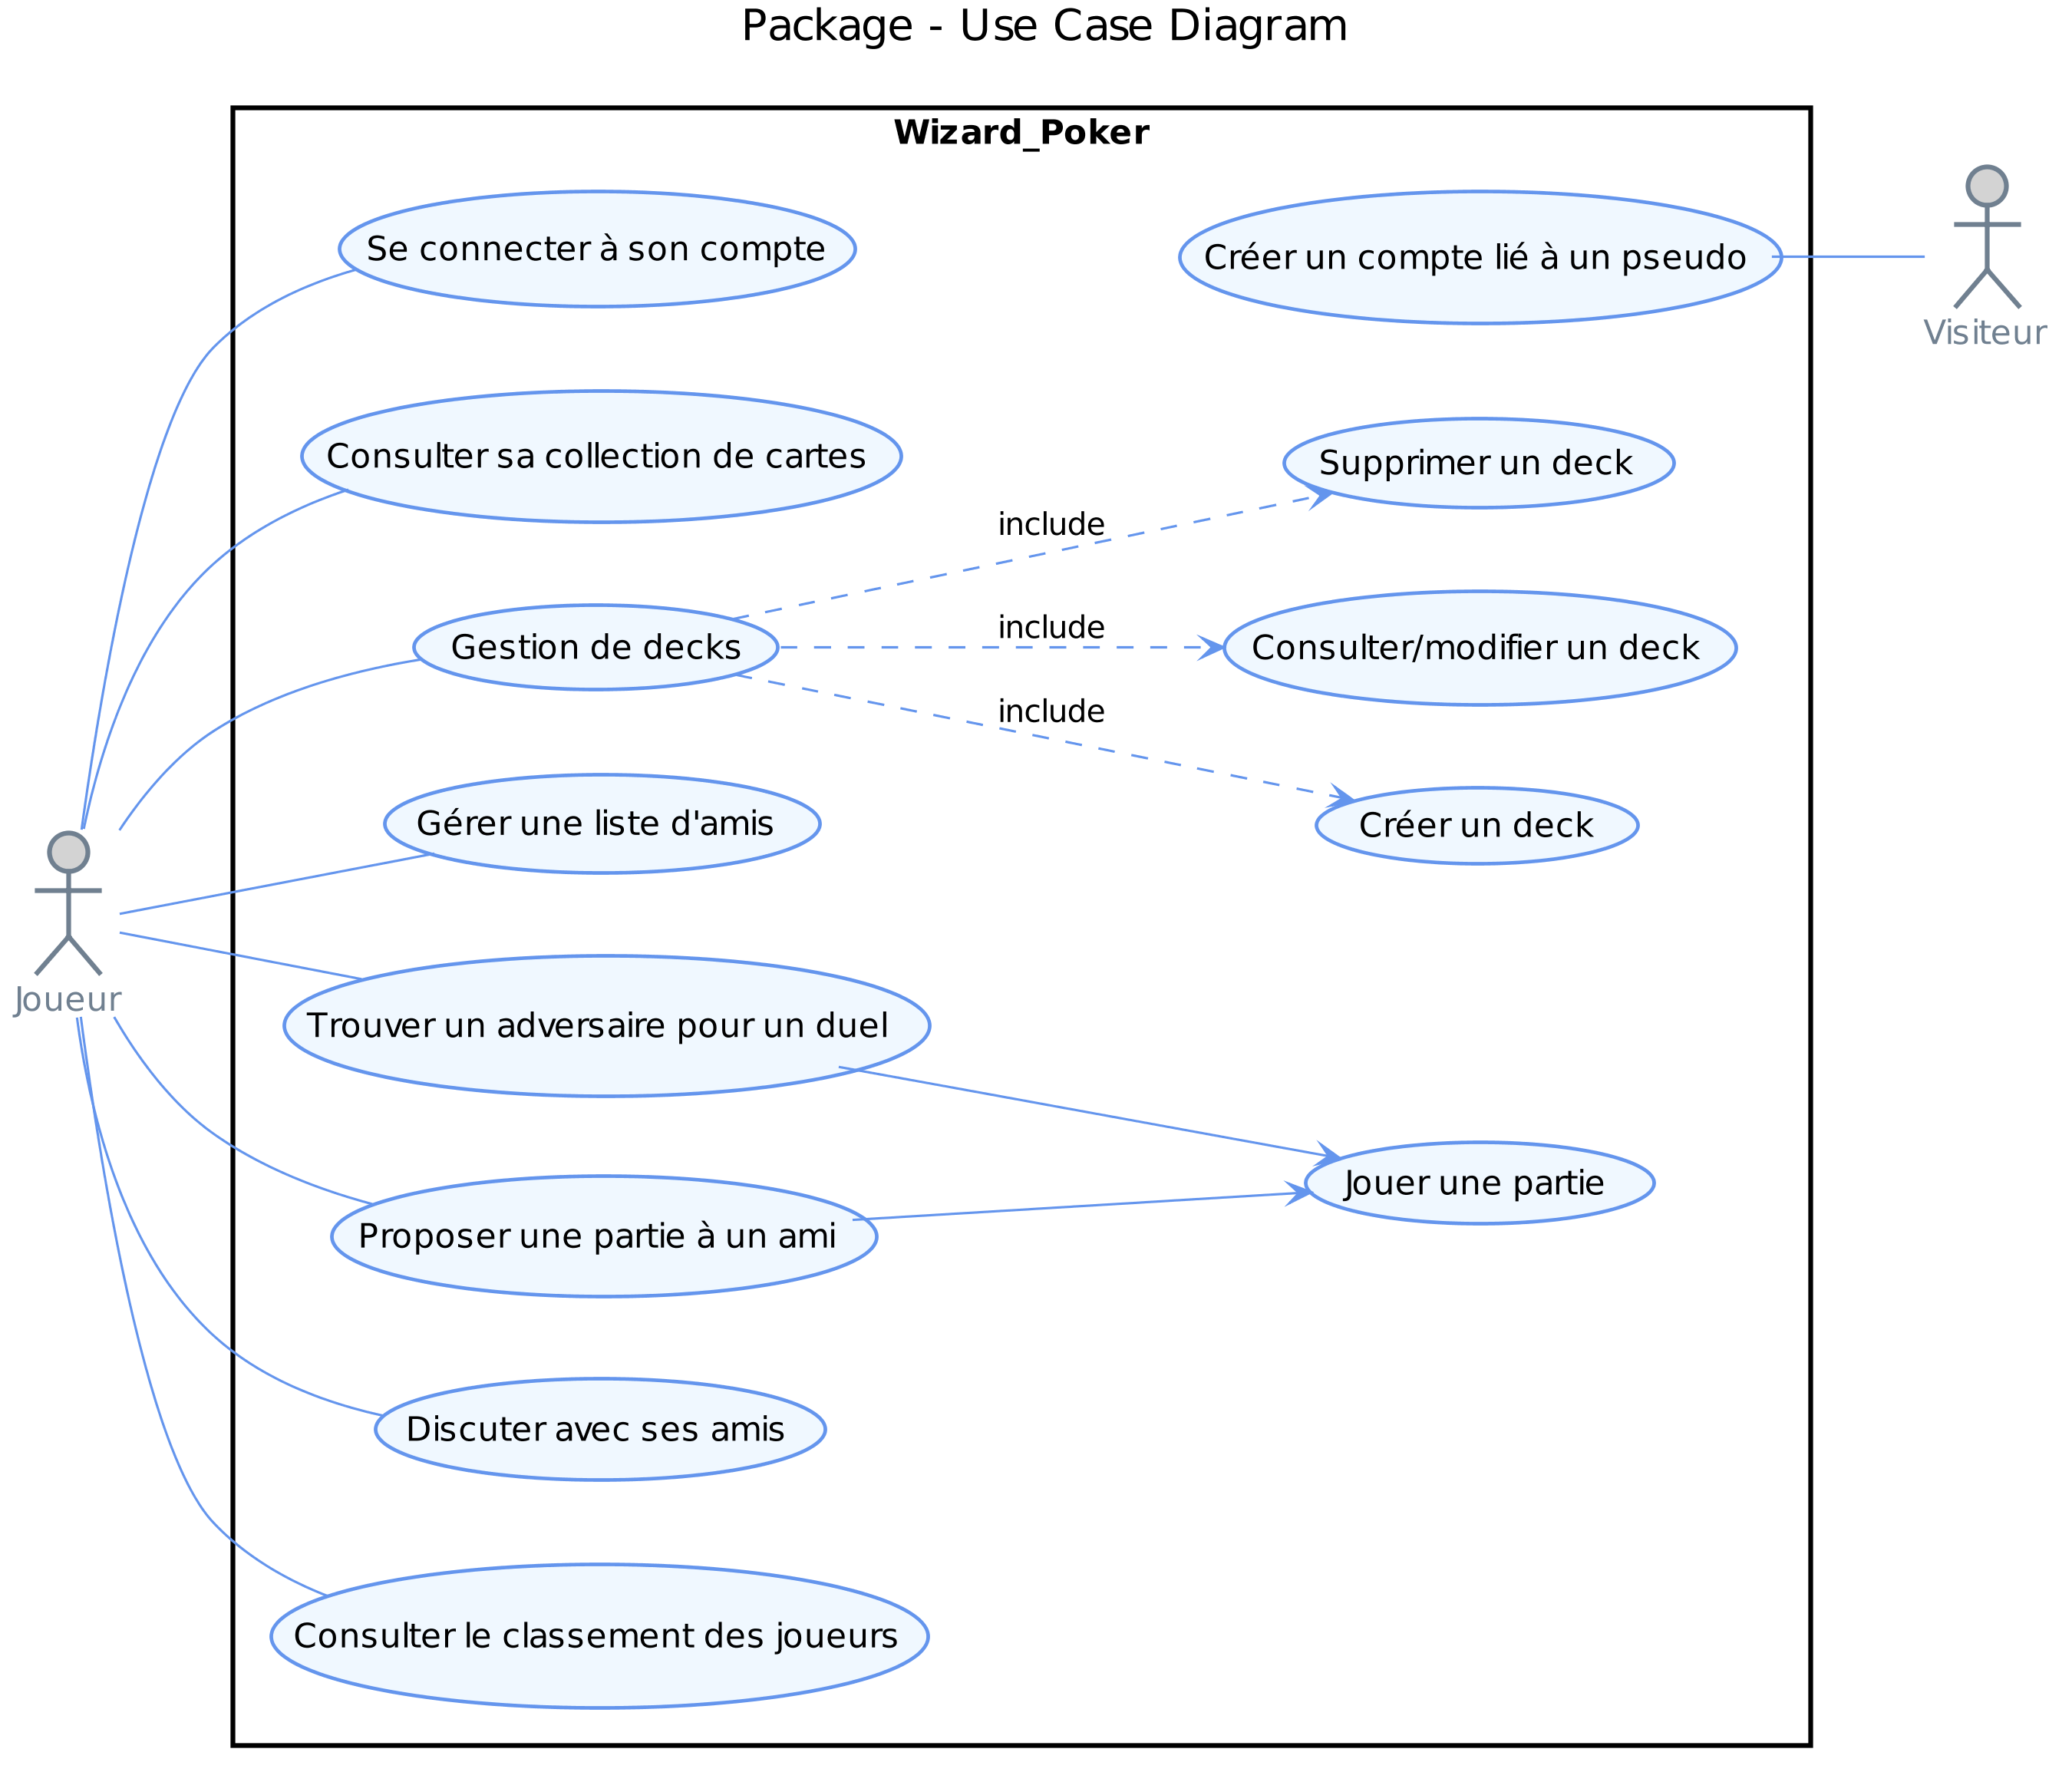 Package - Use Case Diagram
Wizard_Poker
Se connecter à son compte
Créer un compte lié à un pseudo
Visiteur
Consulter sa collection de cartes
Supprimer un deck
include
Gestion de decks
include
Consulter/modifier un deck
include
Gérer une liste d'amis
Créer un deck
Joueur
Trouver un adversaire pour un duel
Jouer une partie
Proposer une partie à un ami
Discuter avec ses amis
Consulter le classement des joueurs